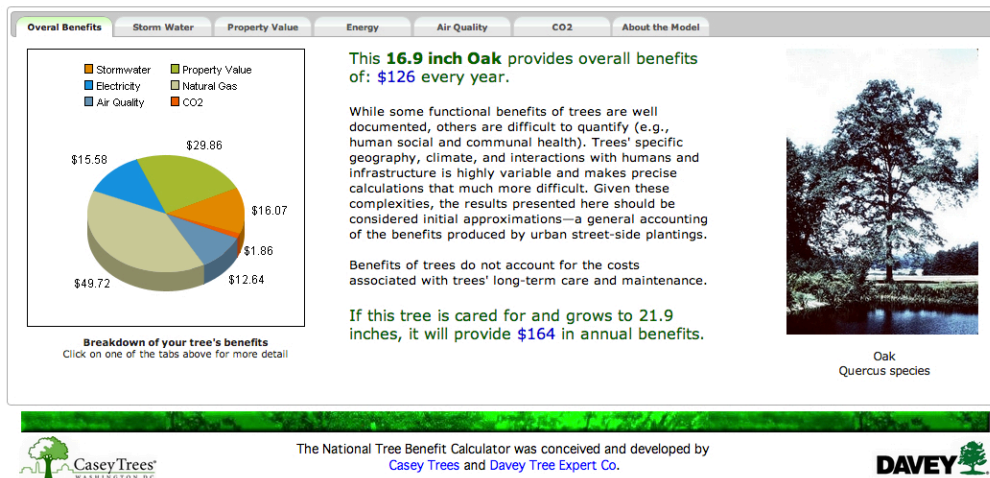 Overal Benefits
Storm Water
Property Value
Energy
Air Quality
CO2
About the Model
Stormwater
Property Value
Electricity
Natural Gas
Air Quality
CO2
$29.86
$15.58
$16.07
$1.86
$12.64
$49.72
Breakdown of your tree's benefits
Click on one of the tabs above for more detail
This 16.9 inch Oak provides overall benefits
of: $126 every year.
While some functional benefits of trees are well
documented, others are difficult to quantify (e.g.,
human social and communal health). Trees' specific
geography, climate, and interactions with humans and
infrastructure is highly variable and makes precise
calculations that much more difficult. Given these
complexities, the results presented here should be
considered initial approximations—a general accounting
of the benefits produced by urban street-side plantings.
Benefits of trees do not account for the costs
associated with trees' long-term care and maintenance.
If this tree is cared for and grows to 21.9
inches, it will provide $164 in annual benefits.
Oak
Quercus species
Casey Trees
WASHINGTON DC
The National Tree Benefit Calculator was conceived and developed by
Casey Trees and Davey Tree Expert Co.
DAVEY